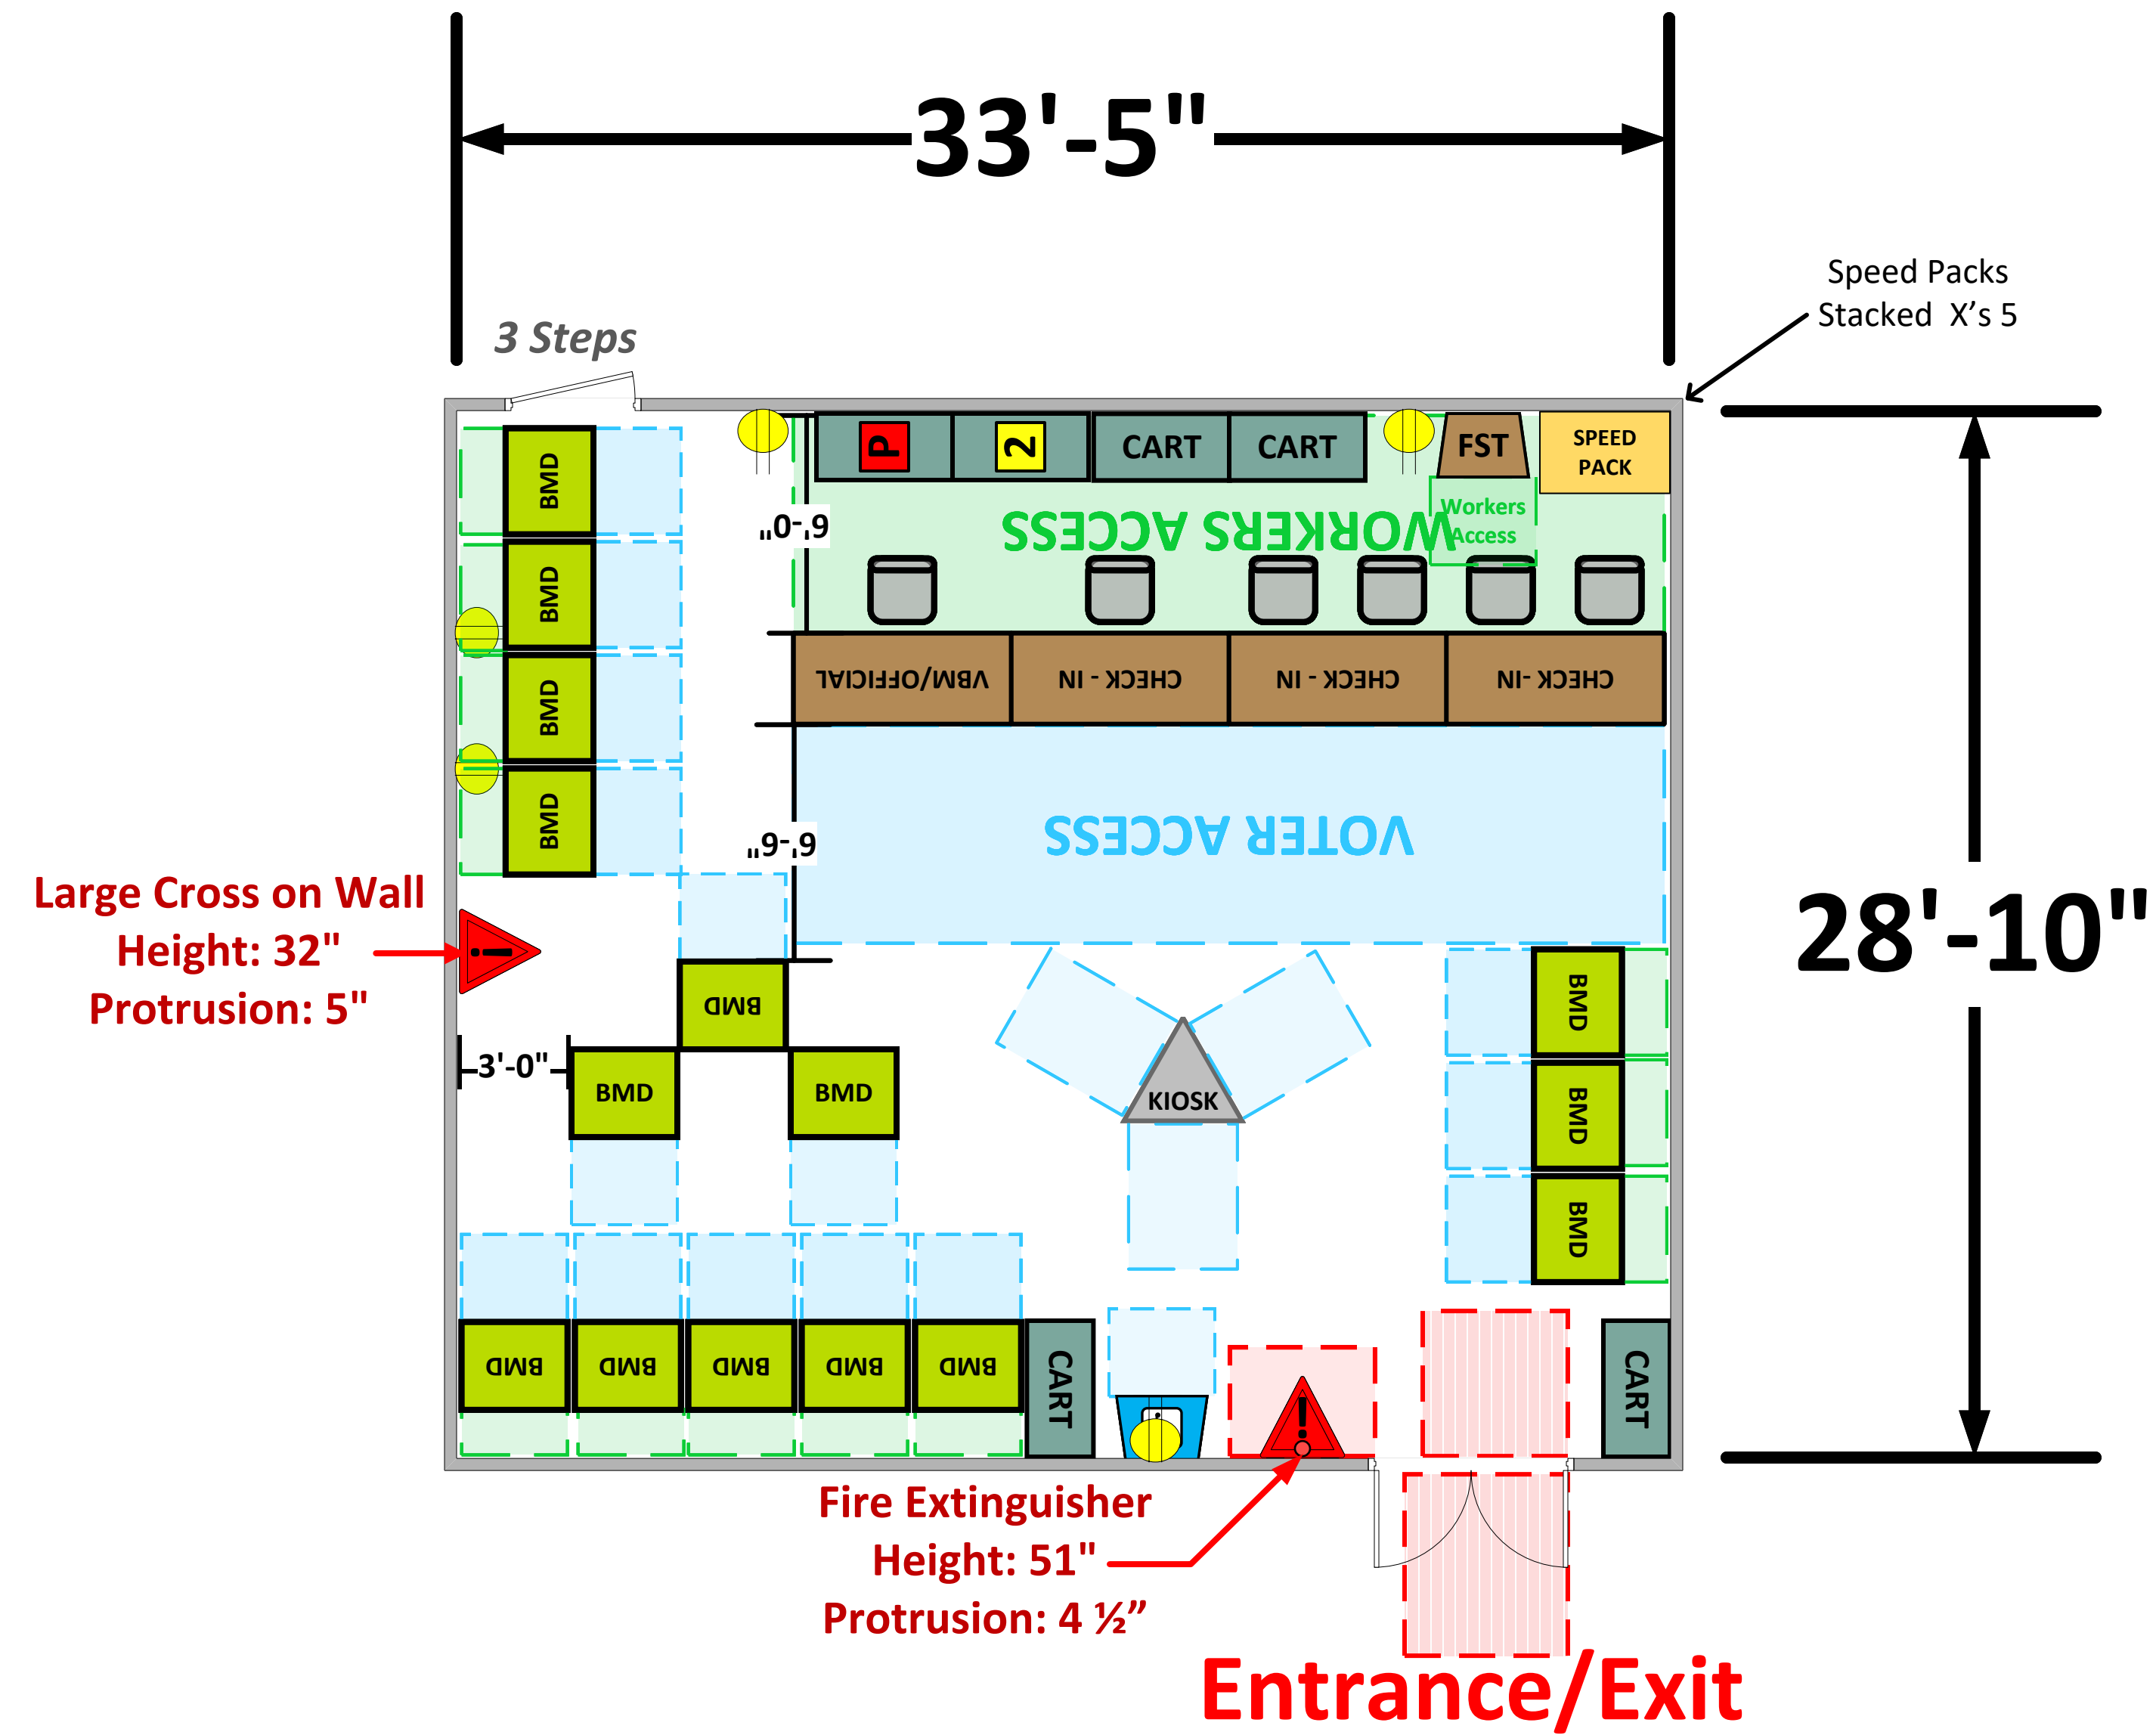 33'-5"
Speed Packs
Stacked X’s 5
3 Steps
P
2
CART
CART
FST
SPEED
PACK
BMD
6'-0"
WORKERS ACCESS
Workers
Access
BMD
BMD
VBM/OFFICIAL
CHECK - IN
CHECK - IN
CHECK -IN
BMD
6'-6"
VOTER ACCESS
Large Cross on Wall
Height: 32"
Protrusion: 5"
28'-10"
BMD
BMD
3'-0"
BMD
BMD
KIOSK
BMD
BMD
BMD
BMD
BMD
BMD
BMD
CART
CART
Fire Extinguisher
Height: 51"
Protrusion: 4 ½”
Entrance/Exit